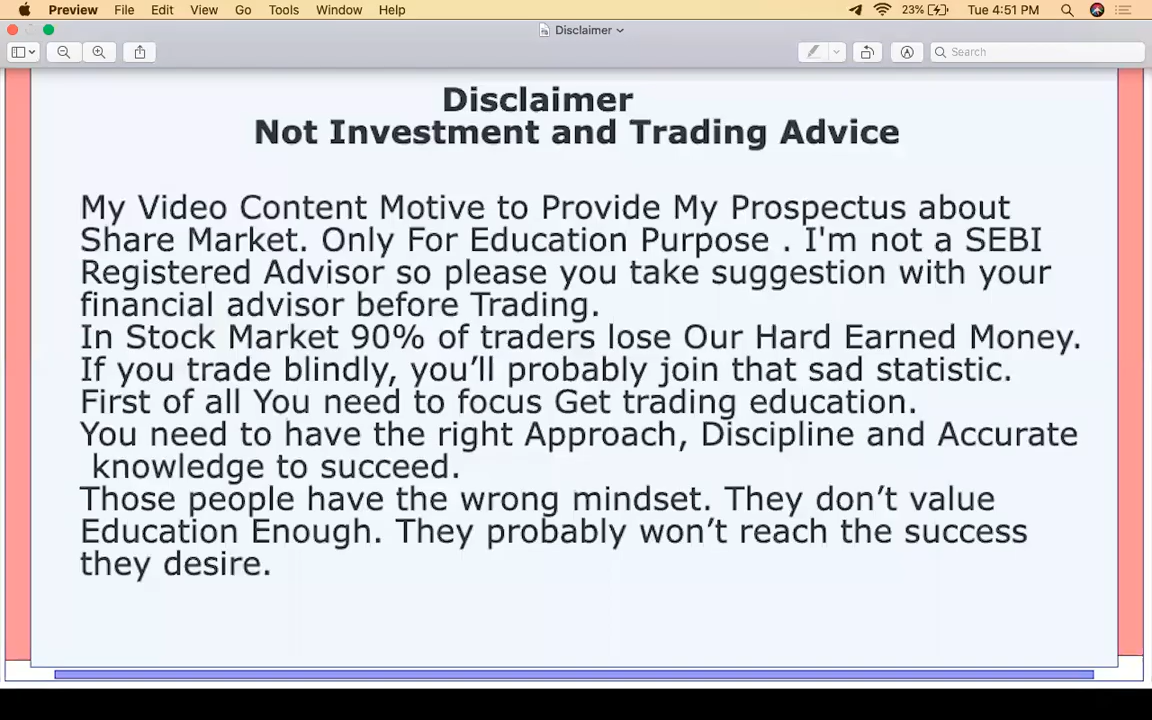 Preview File Edit View Go Tools Window Help 23% Tue 4:51 PM
Disclaimer
Search
Disclaimer
Not Investment and Trading Advice
My Video Content Motive to Provide My Prospectus about
Share Market. Only For Education Purpose . I'm not a SEBI
Registered Advisor so please you take suggestion with your
financial advisor before Trading.
In Stock Market 90% of traders lose Our Hard Earned Money.
If you trade blindly, you’ll probably join that sad statistic.
First of all You need to focus Get trading education.
You need to have the right Approach, Discipline and Accurate
knowledge to succeed.
Those people have the wrong mindset. They don’t value
Education Enough. They probably won’t reach the success
they desire.